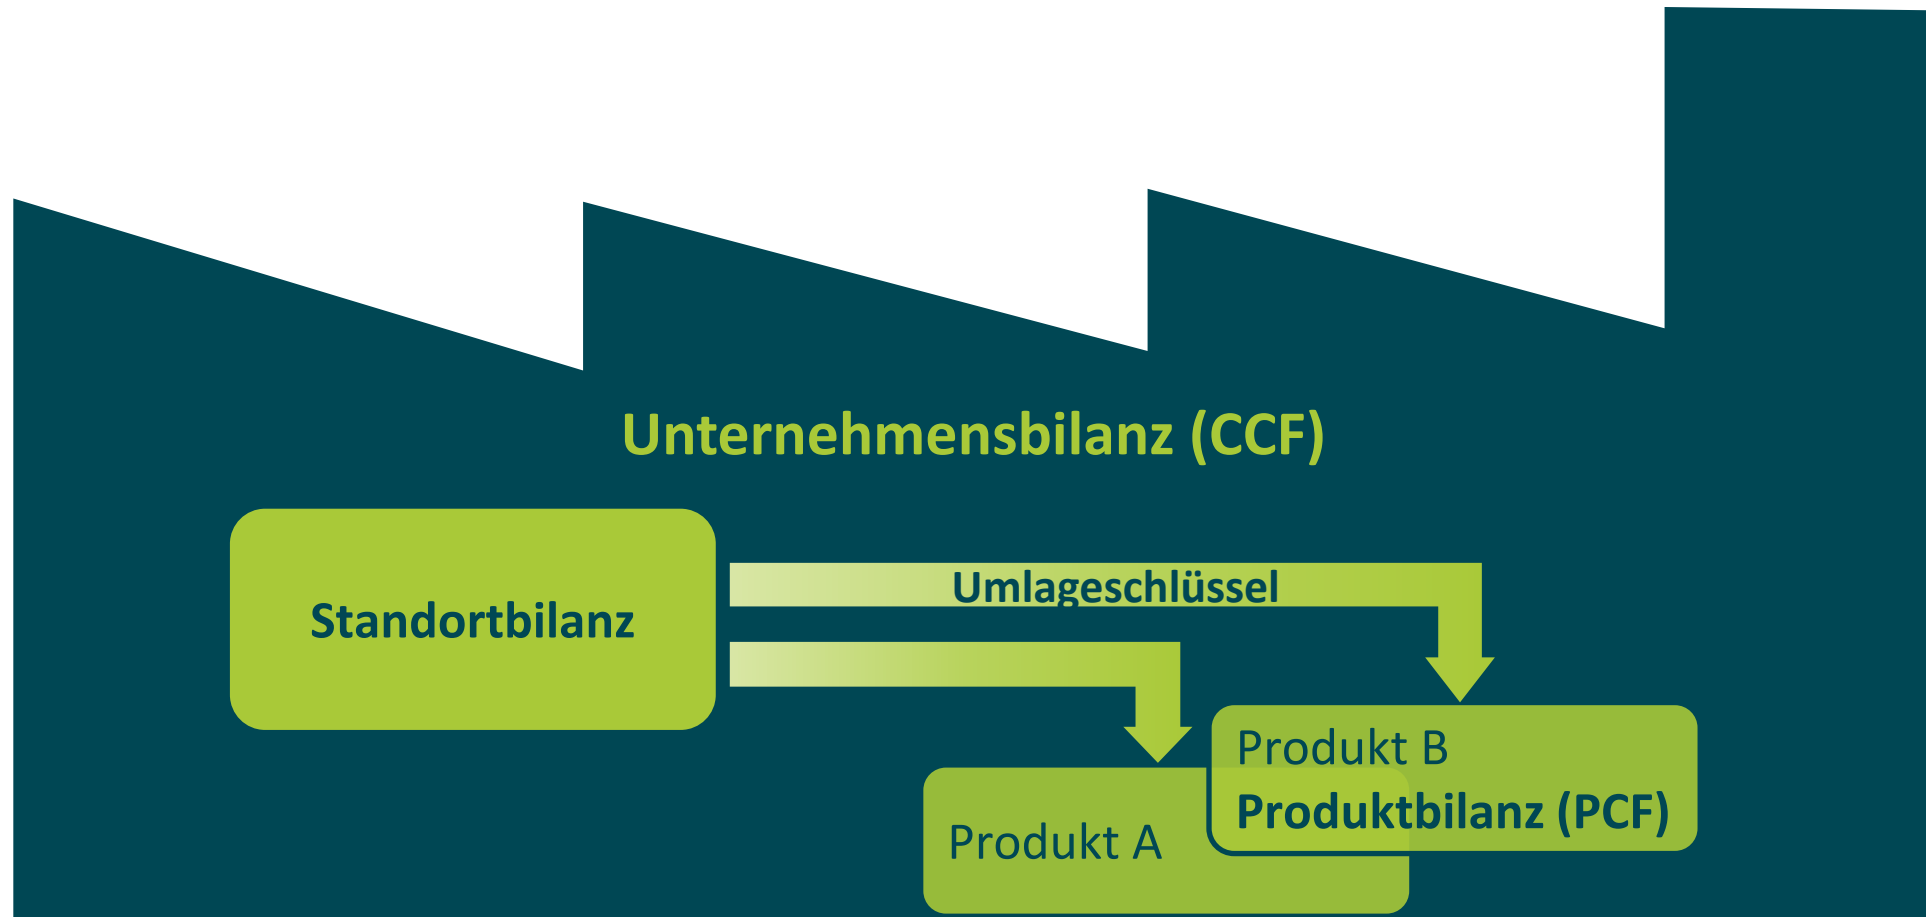 Unternehmensbilanz (CCF)
Standortbilanz
Umlageschlüssel
Produkt B
Produktbilanz (PCF)
Produkt A